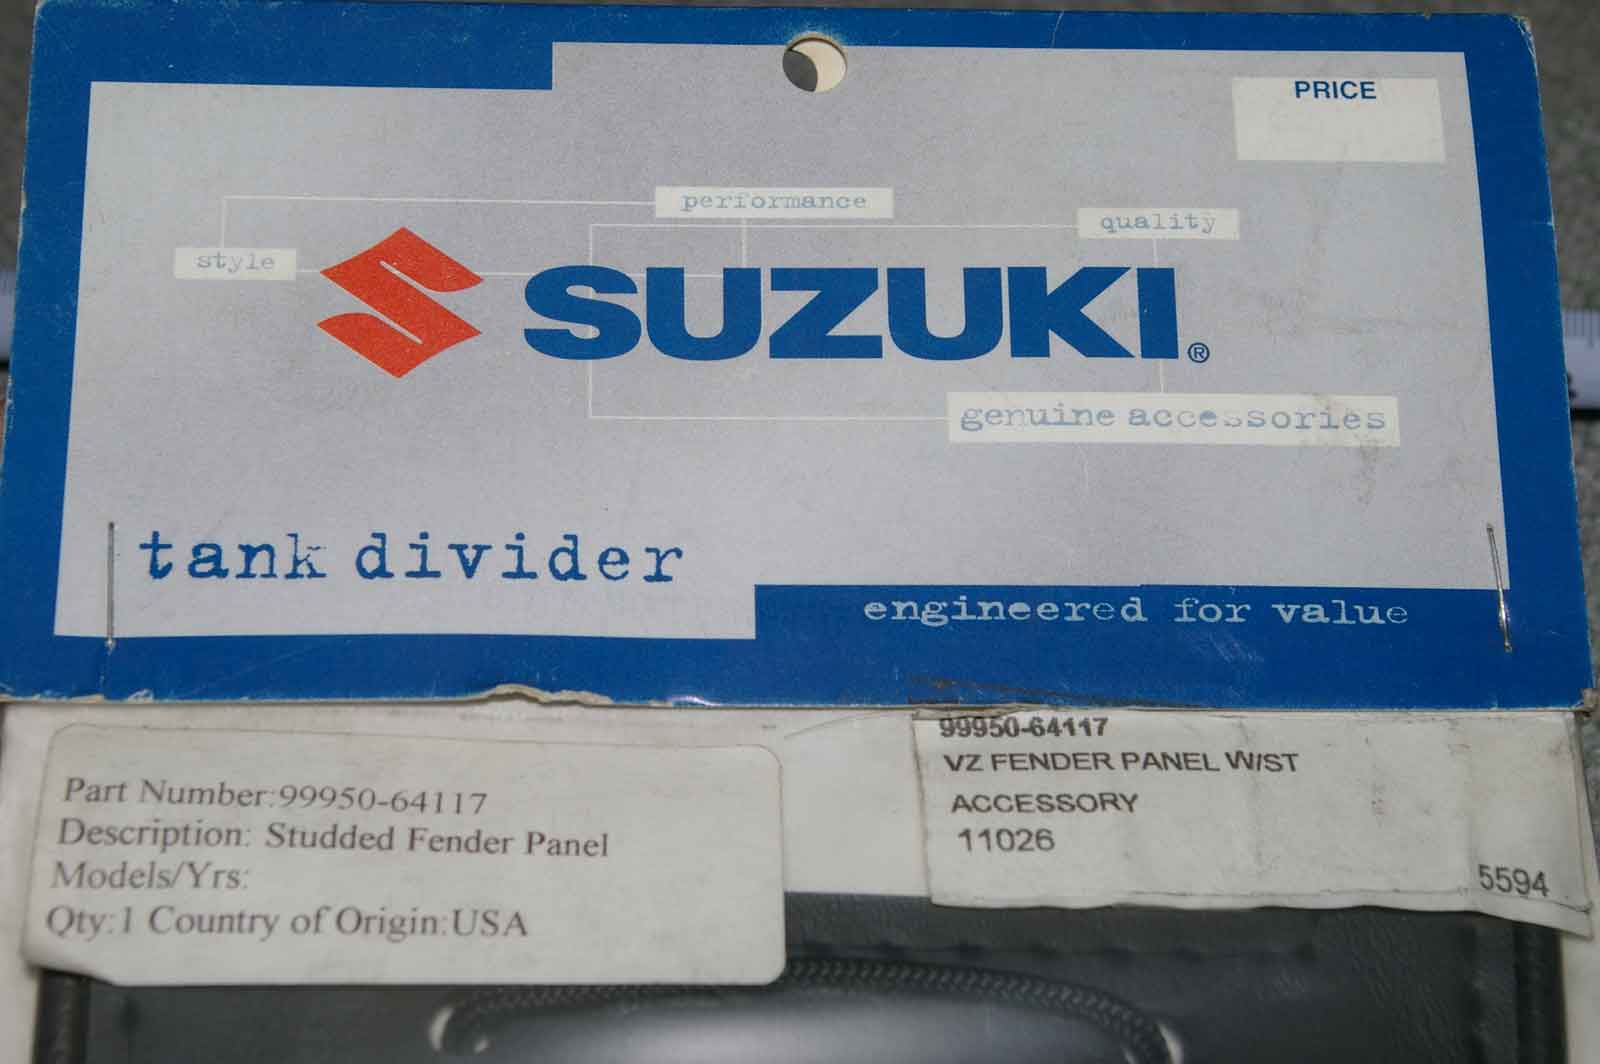 PRICE
performance
quality
style
SUZUKI®
genuine accessories
tank divider
engineered for value
99950-64117
VZ FENDER PANEL W/ST
ACCESSORY
11026
5594
Part Number:99950-64117
Description: Studded Fender Panel
Models/Yrs:
Qty:1 Country of Origin:USA